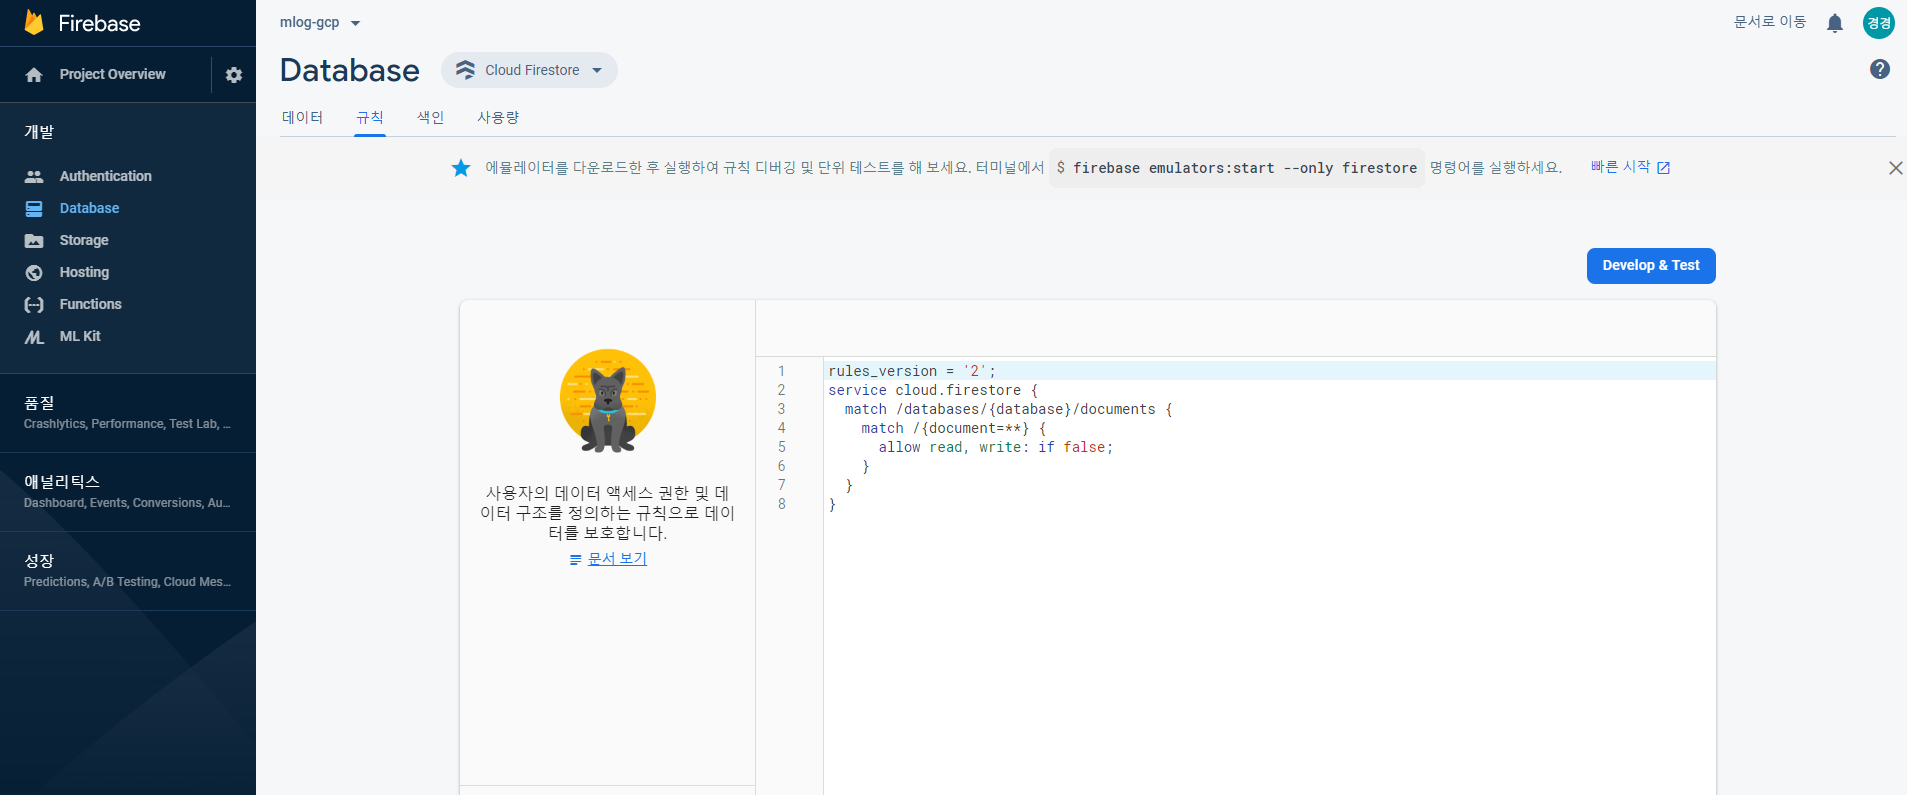 Firebase
Project Overview
개발
Authentication
Database
Storage
Hosting
Functions
ML Kit
품질
Crashlytics, Performance, Test Lab, ...
애널리틱스
Dashboard, Events, Conversions, Au...
성장
Predictions, A/B Testing, Cloud Mes...
mlog-gcp
문서로 이동
경경
Database
Cloud Firestore
데이터 규칙 색인 사용량
에뮬레이터를 다운로드한 후 실행하여 규칙 디버깅 및 단위 테스트를 해 보세요. 터미널에서 $ firebase emulators:start --only firestore 명령어를 실행하세요. 빠른 시작
Develop & Test
사용자의 데이터 액세스 권한 및 데
이터 구조를 정의하는 규칙으로 데이
터를 보호합니다.
문서 보기
1 rules_version = '2';
2 service cloud.firestore {
3   match /databases/{database}/documents {
4     match /{document=**} {
5       allow read, write: if false;
6     }
7   }
8 }